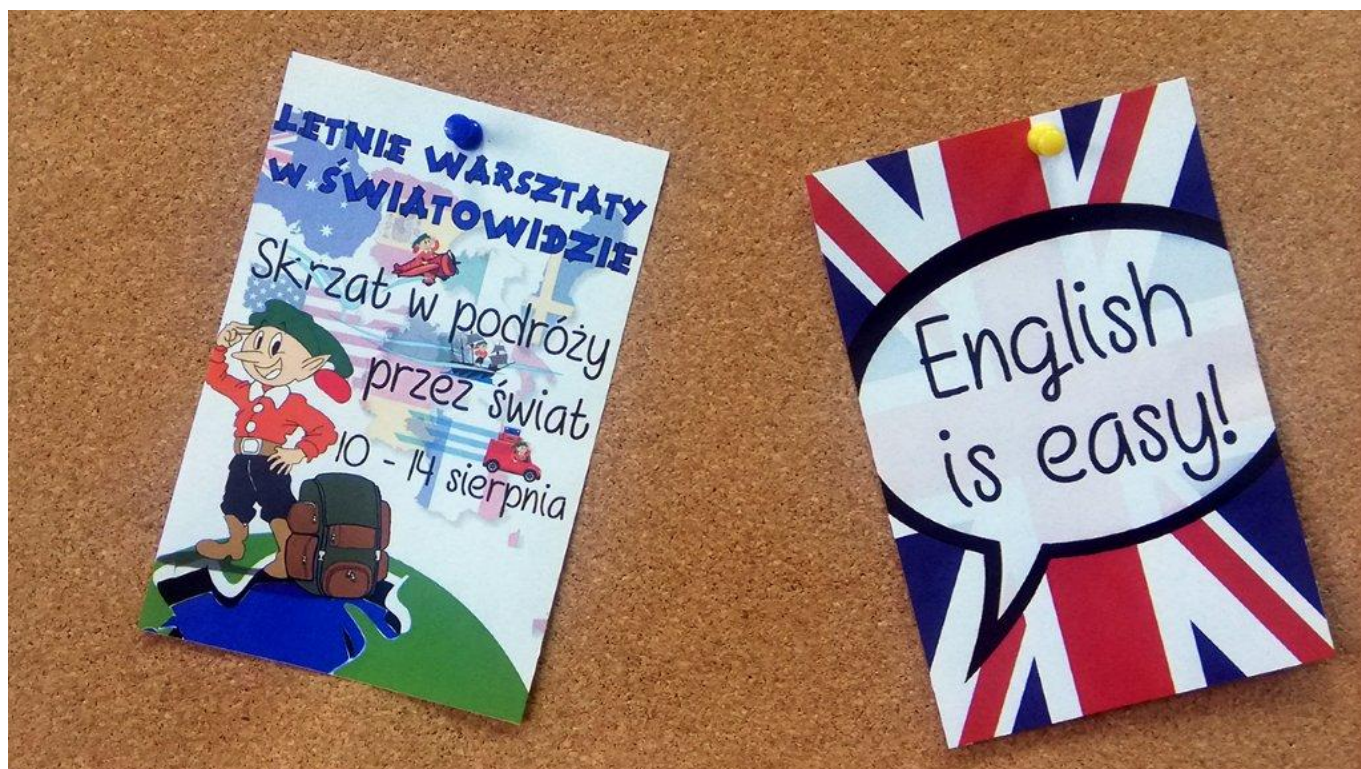 LETNIE WARSZTATY
W ŚWIATOWIDZIE
Skrzat w podróży
przez świat
10 - 14 sierpnia
English
is easy!